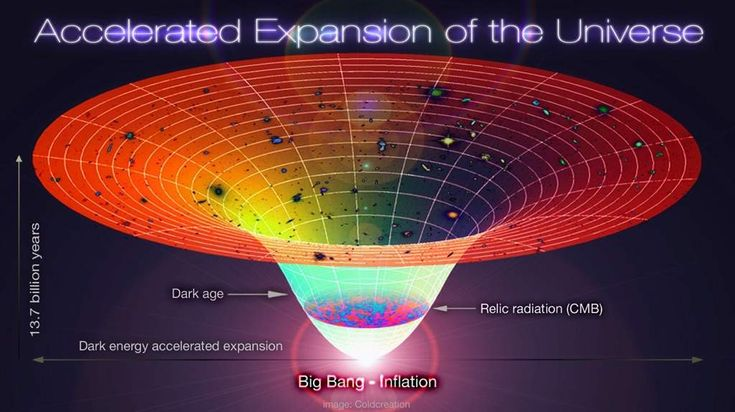 Accelerated Expansion of the Universe
13.7 billion years
Dark age
Relic radiation (CMB)
Dark energy accelerated expansion
Big Bang - Inflation
image: Coldcreation